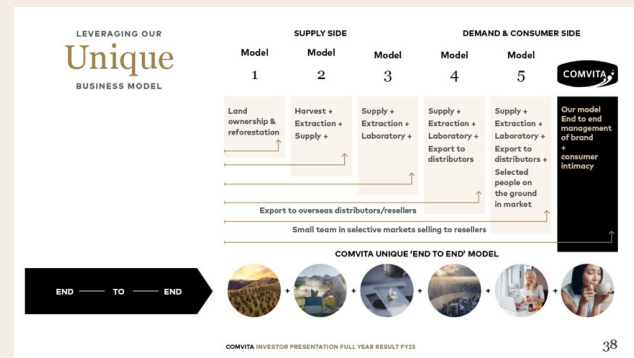 LEVERAGING OUR
Unique
BUSINESS MODEL
SUPPLY SIDE
DEMAND & CONSUMER SIDE
Model
1
Model
2
Model
3
Model
4
Model
5
COMVITA
Land
ownership &
reforestation
Harvest +
Extraction +
Supply +
Supply +
Extraction +
Laboratory +
Supply +
Extraction +
Laboratory +
Export to
distributors
Supply +
Extraction +
Laboratory +
Export to
distributors +
Selected
people on
the ground
in market
Our model
End to end
management
of brand
+
consumer
intimacy
Export to overseas distributors/resellers
Small team in selective markets selling to resellers
COMVITA UNIQUE 'END TO END' MODEL
END TO END
+ + + + +
COMVITA INVESTOR PRESENTATION FULL YEAR RESULT FY23
38